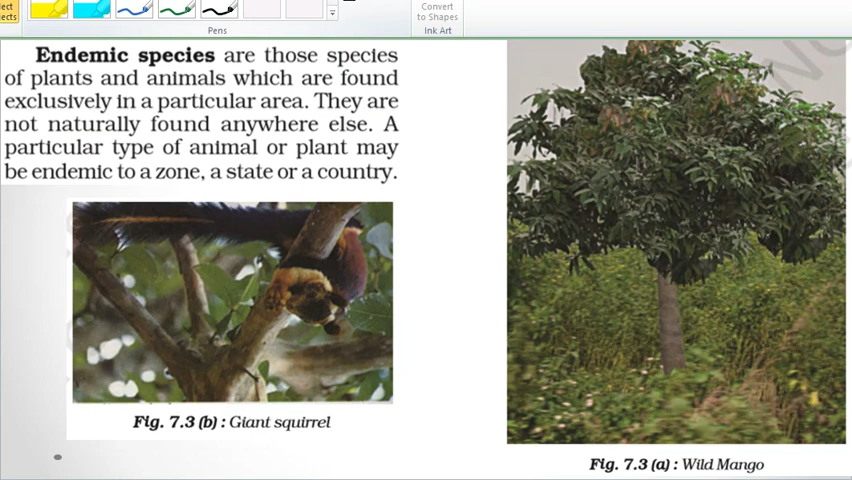 Convert
to Shapes
Pens
Ink Art
Endemic species are those species
of plants and animals which are found
exclusively in a particular area. They are
not naturally found anywhere else. A
particular type of animal or plant may
be endemic to a zone, a state or a country.
Fig. 7.3 (b) : Giant squirrel
Fig. 7.3 (a) : Wild Mango